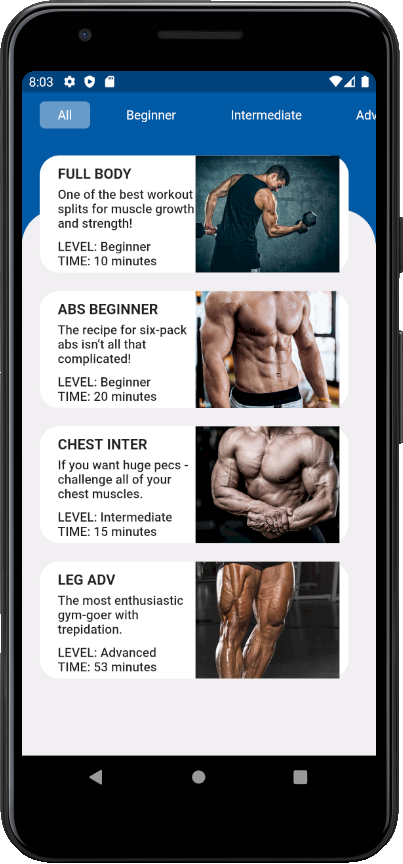 8:03
All Beginner Intermediate Adv
FULL BODY
One of the best workout
splits for muscle growth
and strength!
LEVEL: Beginner
TIME: 10 minutes
ABS BEGINNER
The recipe for six-pack
abs isn't all that
complicated!
LEVEL: Beginner
TIME: 20 minutes
CHEST INTER
If you want huge pecs -
challenge all of your
chest muscles.
LEVEL: Intermediate
TIME: 15 minutes
LEG ADV
The most enthusiastic
gym-goer with
trepidation.
LEVEL: Advanced
TIME: 53 minutes